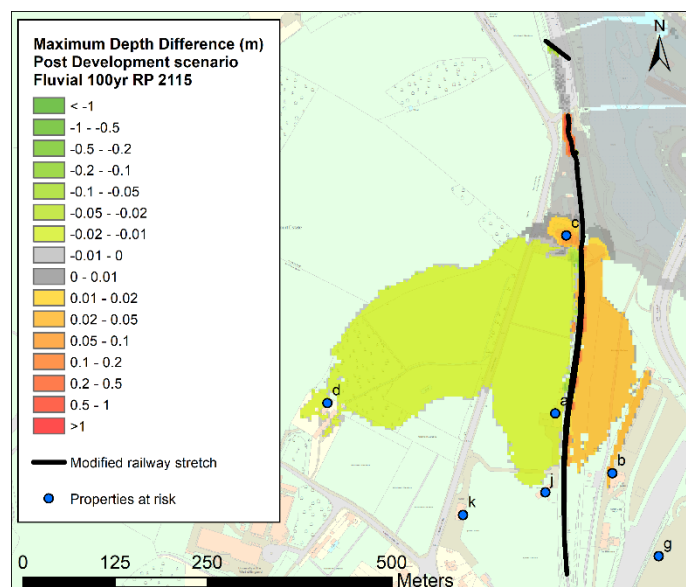 Maximum Depth Difference (m)
Post Development scenario
Fluvial 100yr RP 2115
< -1
-1 - -0.5
-0.5 - -0.2
-0.2 - -0.1
-0.1 - -0.05
-0.05 - -0.02
-0.02 - -0.01
-0.01 - 0
0 - 0.01
0.01 - 0.02
0.02 - 0.05
0.05 - 0.1
0.1 - 0.2
0.2 - 0.5
0.5 - 1
>1
Modified railway stretch
Properties at risk
N
c
d
a
b
j
k
g
0 125 250 500
Meters